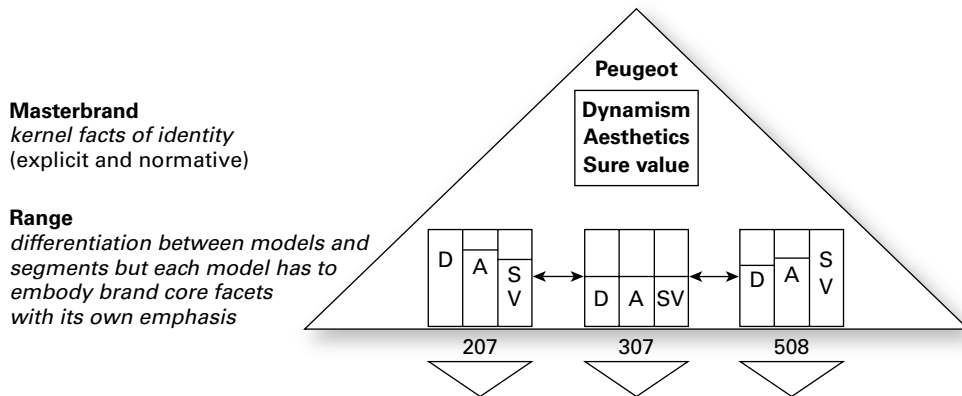 Peugeot
Dynamism
Aesthetics
Sure value
Masterbrand
kernel facts of identity
(explicit and normative)
Range
differentiation between models and
segments but each model has to
embody brand core facets
with its own emphasis
D A S V
D A SV
D A S V
207 307 508